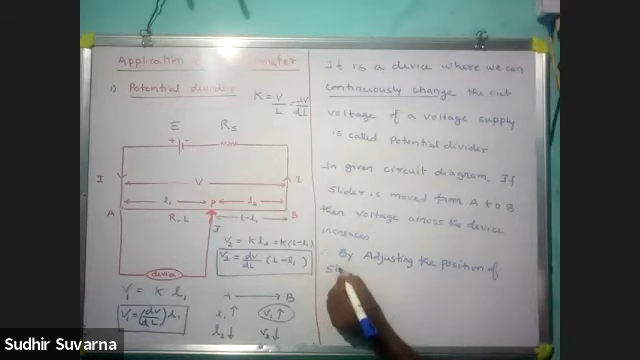 Application
1) Potential divider
K = V/L = dV/dL
E
Rs
+ -
I V I
l1 P l2
A R, L L-l1 B
J
V2 = K l2 = K(L-l1)
V2 = dV/dL (L-l1)
device
V1 = K l1
A → B
V1 = (dV/dL) l1
l1 ↑ V1 ↑
l2 ↓ V2 ↓
It is a device where we can
continuously change the out
voltage of a voltage supply
is called Potential divider
In given circuit diagram, If
slider is moved from A to B
then voltage across the device
increases
By Adjusting the position of
Sudhir Suvarna